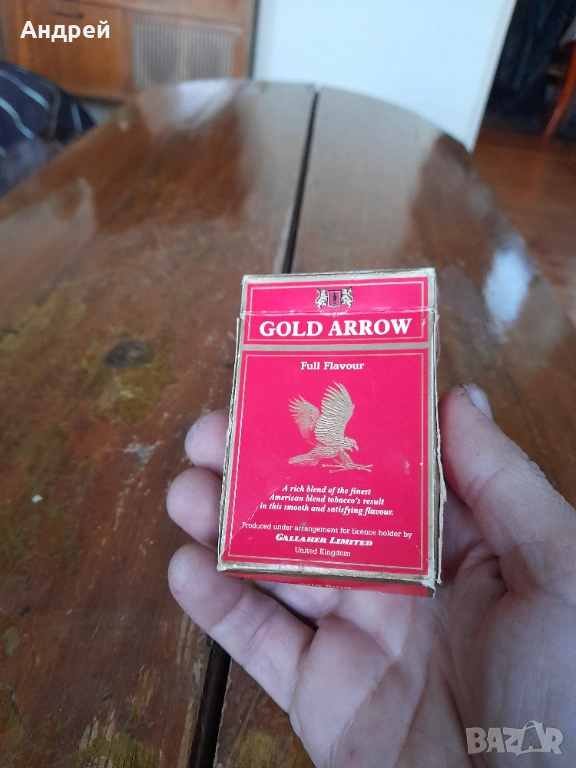 Андрей
GOLD ARROW
Full Flavour
A rich blend of the finest
American blend tobacco's result
in this smooth and satisfying flavour.
Produced under arrangement for licence holder by
GALLAHER LIMITED
United Kingdom
BAZAR